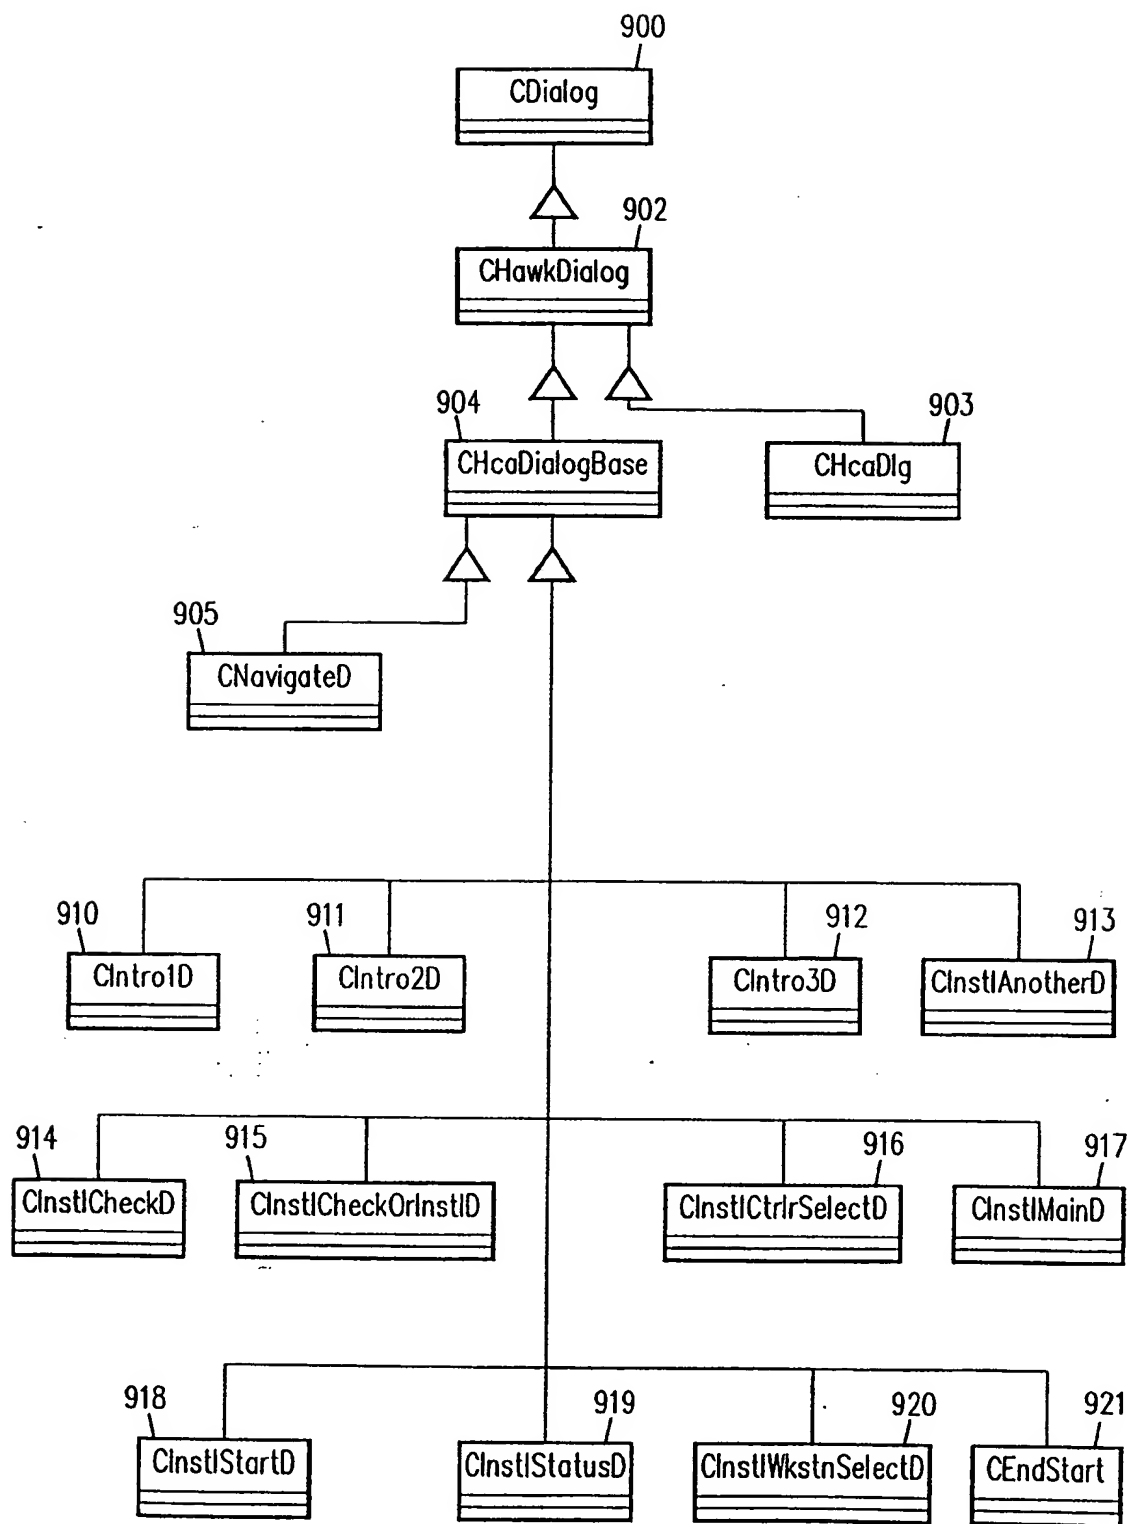 900
CDialog
902
CHawkDialog
904
CHcaDialogBase
903
CHcaDlg
905
CNavigateD
910
CIntro1D
911
CIntro2D
912
CIntro3D
913
CInstlAnotherD
914
CInstlCheckD
915
CInstlCheckOrInstlD
916
CInstlCtrlrSelectD
917
CInstlMainD
918
CInstlStartD
919
CInstlStatusD
920
CInstlWkstnSelectD
921
CEndStart